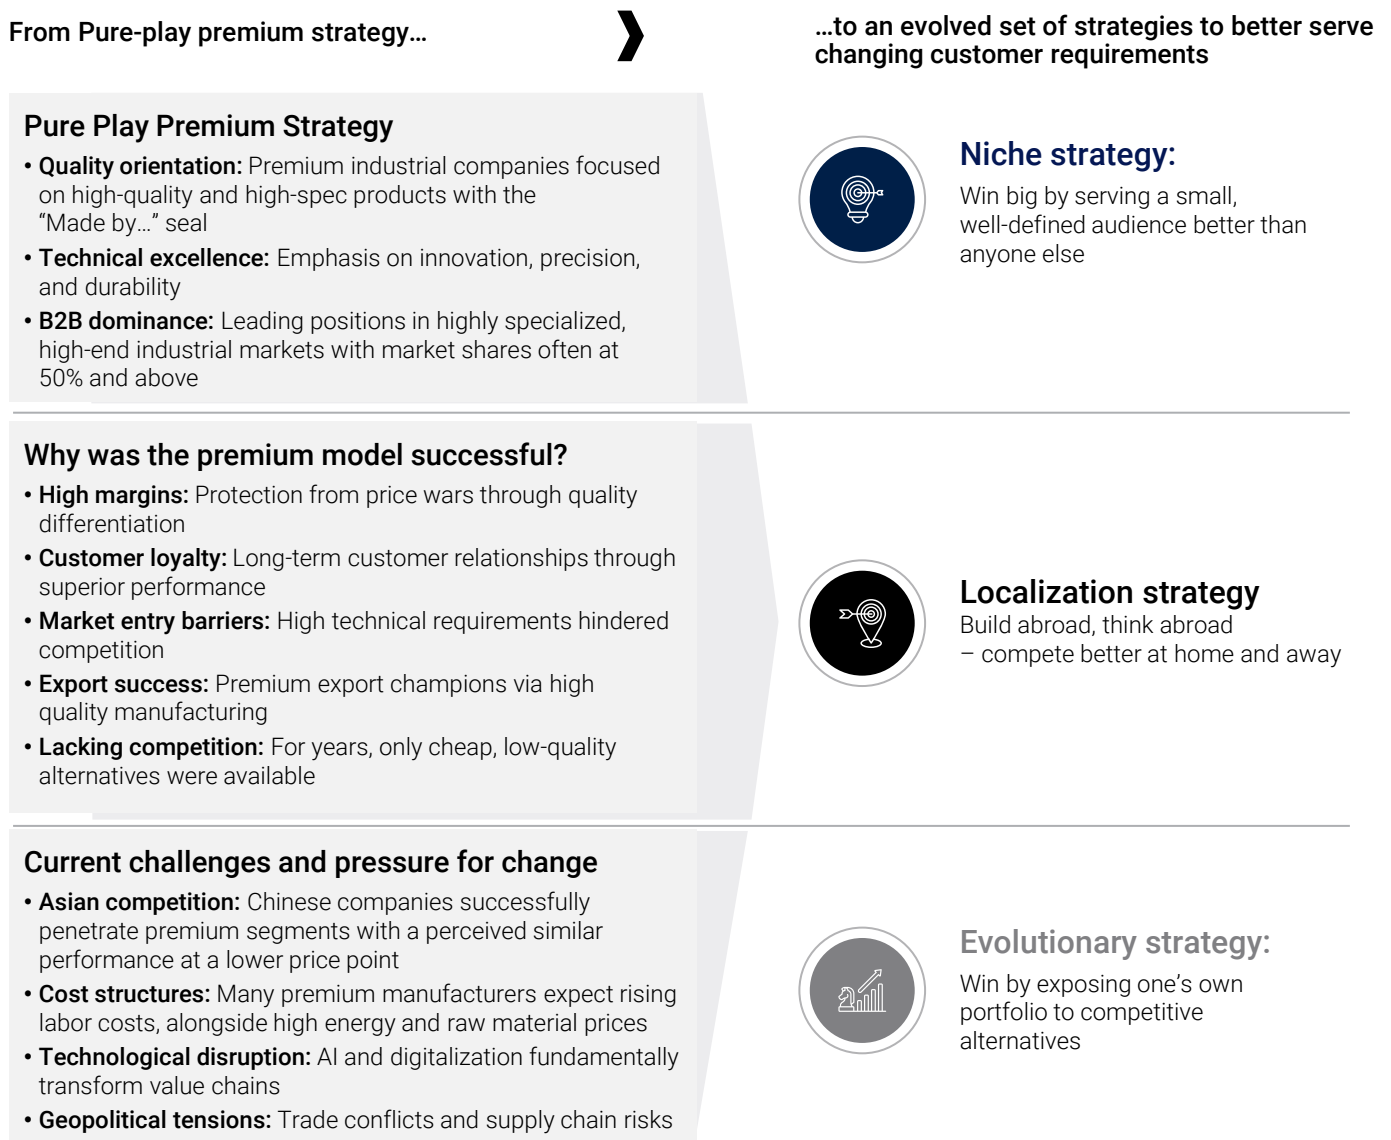 From Pure-play premium strategy…
…to an evolved set of strategies to better serve
changing customer requirements
Pure Play Premium Strategy
• Quality orientation: Premium industrial companies focused
on high-quality and high-spec products with the
“Made by…” seal
• Technical excellence: Emphasis on innovation, precision,
and durability
• B2B dominance: Leading positions in highly specialized,
high-end industrial markets with market shares often at
50% and above
Niche strategy:
Win big by serving a small,
well-defined audience better than
anyone else
Why was the premium model successful?
• High margins: Protection from price wars through quality
differentiation
• Customer loyalty: Long-term customer relationships through
superior performance
• Market entry barriers: High technical requirements hindered
competition
• Export success: Premium export champions via high
quality manufacturing
• Lacking competition: For years, only cheap, low-quality
alternatives were available
Localization strategy
Build abroad, think abroad
– compete better at home and away
Current challenges and pressure for change
• Asian competition: Chinese companies successfully
penetrate premium segments with a perceived similar
performance at a lower price point
• Cost structures: Many premium manufacturers expect rising
labor costs, alongside high energy and raw material prices
• Technological disruption: AI and digitalization fundamentally
transform value chains
• Geopolitical tensions: Trade conflicts and supply chain risks
Evolutionary strategy:
Win by exposing one’s own
portfolio to competitive
alternatives